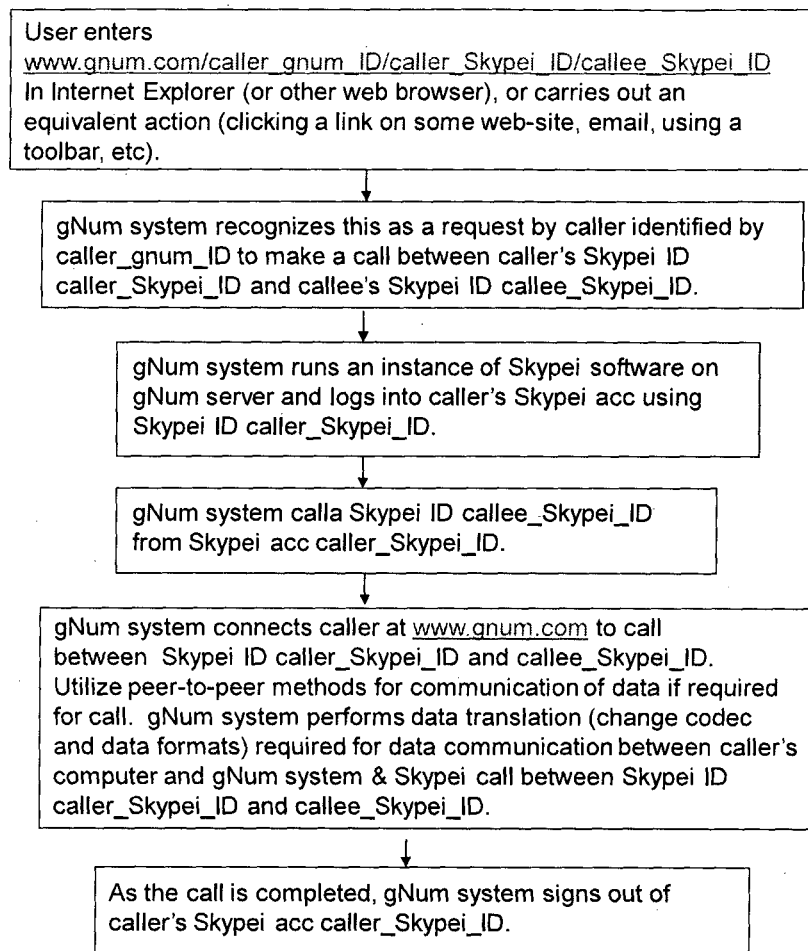 User enters
www.gnum.com/caller_gnum_ID/caller_Skypei_ID/callee_Skypei_ID
In Internet Explorer (or other web browser), or carries out an
equivalent action (clicking a link on some web-site, email, using a
toolbar, etc).
gNum system recognizes this as a request by caller identified by
caller_gnum_ID to make a call between caller's Skypei ID
caller_Skypei_ID and callee's Skypei ID callee_Skypei_ID.
gNum system runs an instance of Skypei software on
gNum server and logs into caller's Skypei acc using
Skypei ID caller_Skypei_ID.
gNum system calla Skypei ID callee_Skypei_ID
from Skypei acc caller_Skypei_ID.
gNum system connects caller at www.gnum.com to call
between Skypei ID caller_Skypei_ID and callee_Skypei_ID.
Utilize peer-to-peer methods for communication of data if required
for call. gNum system performs data translation (change codec
and data formats) required for data communication between caller's
computer and gNum system & Skypei call between Skypei ID
caller_Skypei_ID and callee_Skypei_ID.
As the call is completed, gNum system signs out of
caller's Skypei acc caller_Skypei_ID.